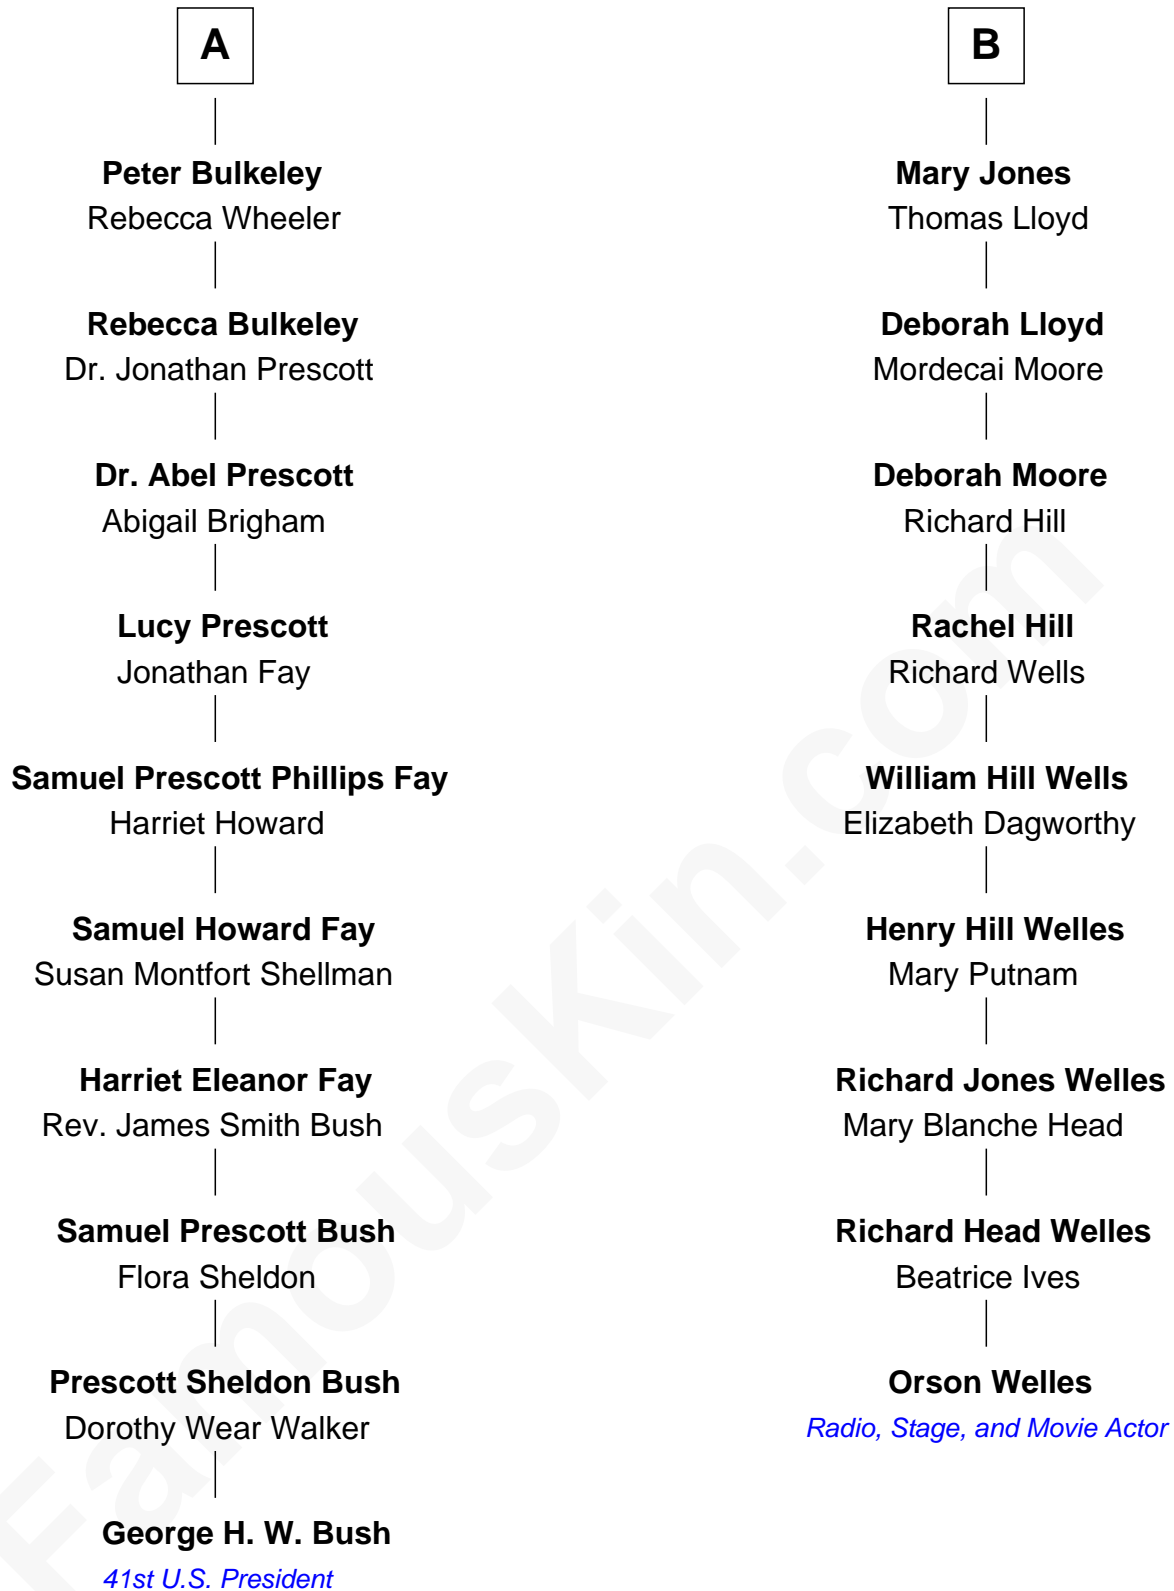 A
Peter Bulkeley
Rebecca Wheeler
Rebecca Bulkeley
Dr. Jonathan Prescott
Dr. Abel Prescott
Abigail Brigham
Lucy Prescott
Jonathan Fay
Samuel Prescott Phillips Fay
Harriet Howard
Samuel Howard Fay
Susan Montfort Shellman
Harriet Eleanor Fay
Rev. James Smith Bush
Samuel Prescott Bush
Flora Sheldon
Prescott Sheldon Bush
Dorothy Wear Walker
George H. W. Bush
41st U.S. President
B
Mary Jones
Thomas Lloyd
Deborah Lloyd
Mordecai Moore
Deborah Moore
Richard Hill
Rachel Hill
Richard Wells
William Hill Wells
Elizabeth Dagworthy
Henry Hill Welles
Mary Putnam
Richard Jones Welles
Mary Blanche Head
Richard Head Welles
Beatrice Ives
Orson Welles
Radio, Stage, and Movie Actor
FamousKin.com